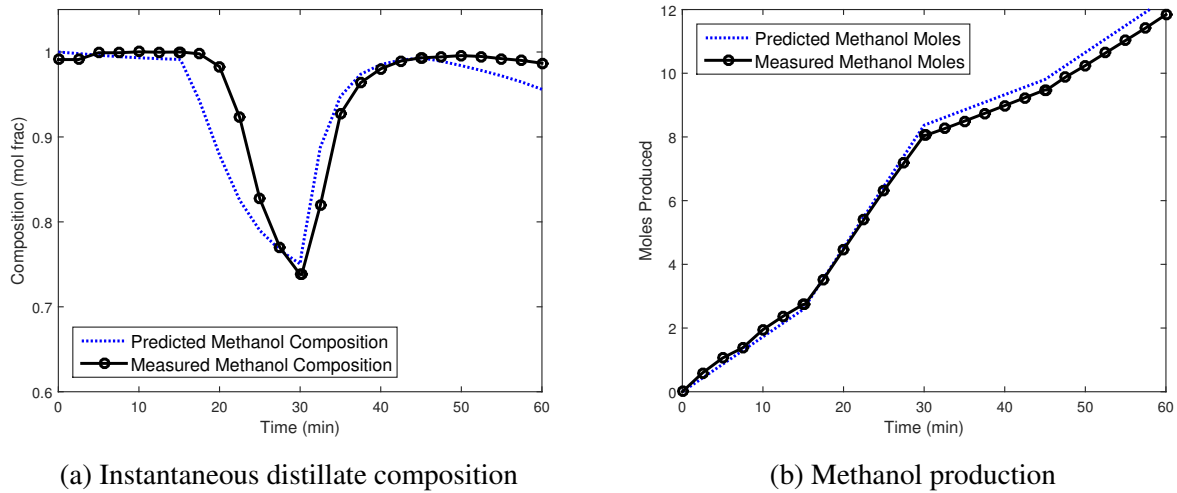 1
0.9
0.8
0.7
0.6
Composition (mol frac)
Predicted Methanol Composition
Measured Methanol Composition
0 10 20 30 40 50 60
Time (min)
(a) Instantaneous distillate composition
12
10
8
6
4
2
0
Moles Produced
Predicted Methanol Moles
Measured Methanol Moles
0 10 20 30 40 50 60
Time (min)
(b) Methanol production